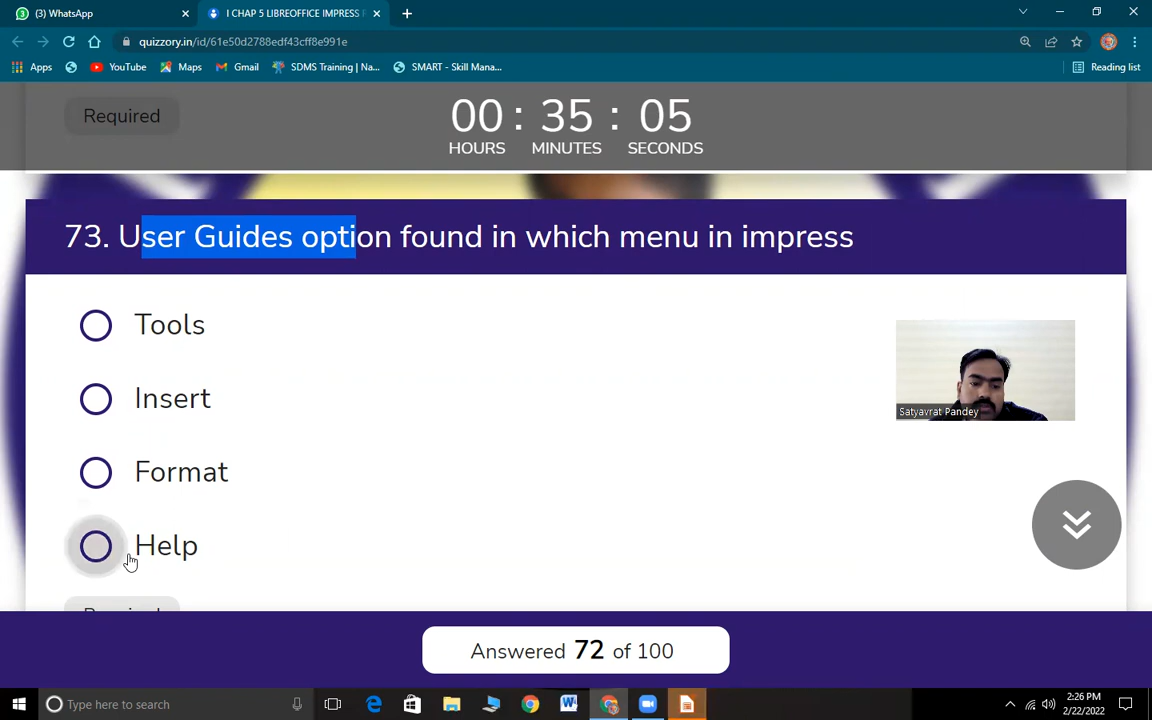 (3) WhatsApp
I CHAP 5 LIBREOFFICE IMPRESS
quizzory.in/id/61e50d2788edf43cff8e991e
Apps
YouTube
Maps
Gmail
SDMS Training | Na...
SMART - Skill Mana...
Reading list
Required
00 : 35 : 05
HOURS MINUTES SECONDS
73. User Guides option found in which menu in impress
Tools
Insert
Format
Help
Satyavrat Pandey
Answered 72 of 100
Type here to search
2:26 PM
2/22/2022